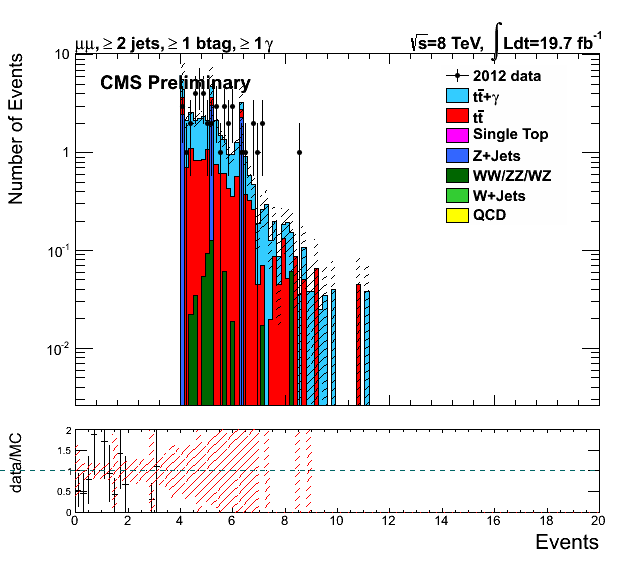 μμ, ≥ 2 jets, ≥ 1 btag, ≥ 1 γ
√s=8 TeV, ∫Ldt=19.7 fb⁻¹
CMS Preliminary
2012 data
tt̄+γ
tt̄
Single Top
Z+Jets
WW/ZZ/WZ
W+Jets
QCD
Number of Events
10
1
10⁻¹
10⁻²
data/MC
2
1.5
1
0.5
0
0 2 4 6 8 10 12 14 16 18 20
Events